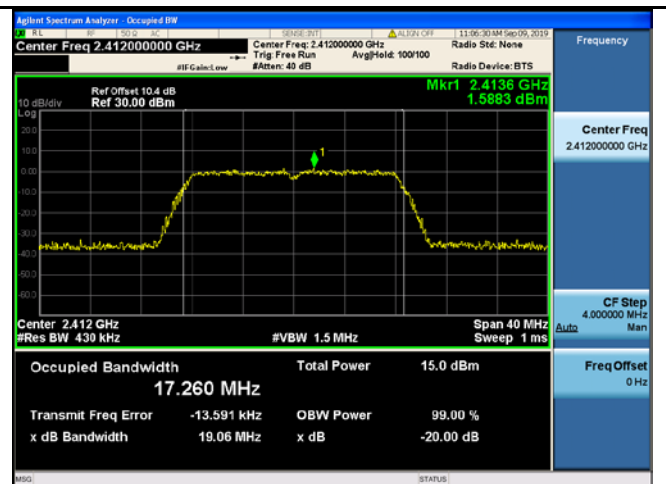 Agilent Spectrum Analyzer - Occupied BW
RL RF 50 Ω AC SENSE:INT ALIGN OFF 11:06:30 AM Sep 09, 2019
Center Freq 2.412000000 GHz Center Freq: 2.412000000 GHz Radio Std: None
Trig: Free Run Avg|Hold: 100/100
#IFGain:Low #Atten: 40 dB Radio Device: BTS
Frequency
Ref Offset 10.4 dB Mkr1 2.4136 GHz
10 dB/div Ref 30.00 dBm 1.5883 dBm
Log
20.0
10.0
0.00
-10.0
-20.0
-30.0
-40.0
-50.0
-60.0
1
Center 2.412 GHz Span 40 MHz
#Res BW 430 kHz #VBW 1.5 MHz Sweep 1 ms
Occupied Bandwidth Total Power 15.0 dBm
17.260 MHz
Transmit Freq Error -13.591 kHz OBW Power 99.00 %
x dB Bandwidth 19.06 MHz x dB -20.00 dB
Center Freq
2.412000000 GHz
CF Step
4.000000 MHz
Auto Man
Freq Offset
0 Hz
MSG STATUS